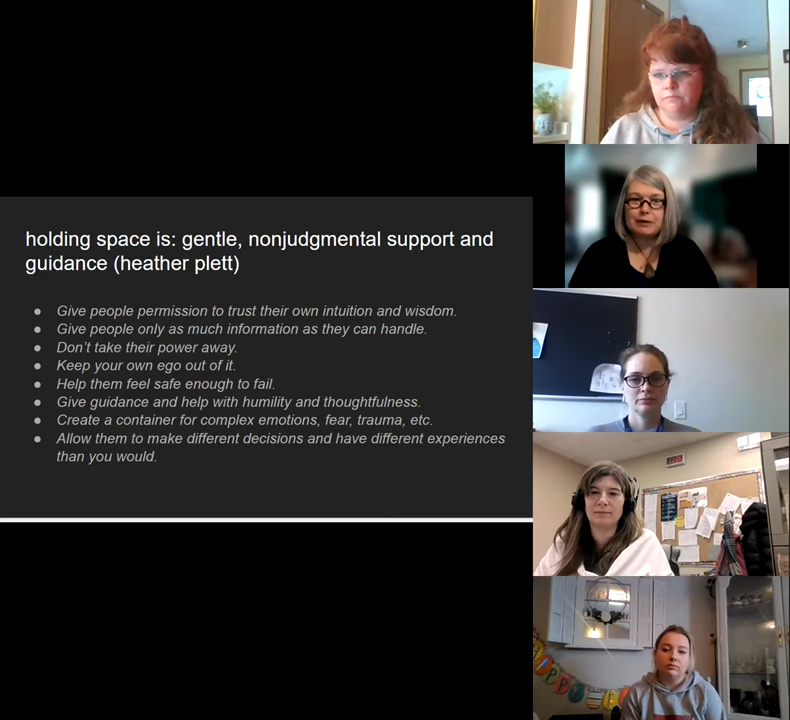 holding space is: gentle, nonjudgmental support and
guidance (heather plett)
● Give people permission to trust their own intuition and wisdom.
● Give people only as much information as they can handle.
● Don't take their power away.
● Keep your own ego out of it.
● Help them feel safe enough to fail.
● Give guidance and help with humility and thoughtfulness.
● Create a container for complex emotions, fear, trauma, etc.
● Allow them to make different decisions and have different experiences
than you would.